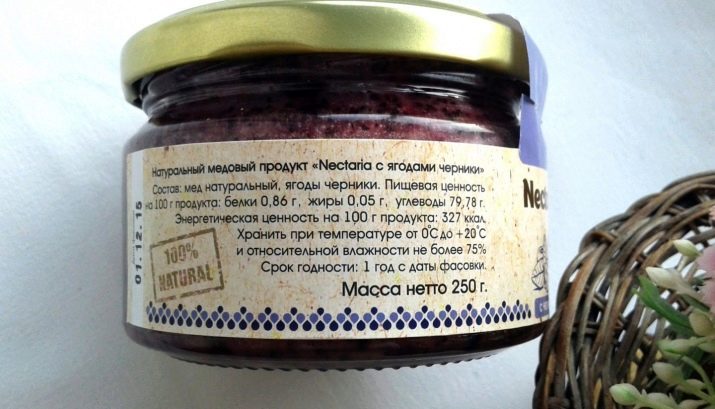 Натуральный медовый продукт «Nectaria с ягодами черники»
Состав: мед натуральный, ягоды черники. Пищевая ценность
на 100 г продукта: белки 0,86 г, жиры 0,05 г, углеводы 79,78 г.
Энергетическая ценность на 100 г продукта: 327 ккал.
Хранить при температуре от 0°С до +20°С
и относительной влажности не более 75%
Срок годности: 1 год с даты фасовки.
Масса нетто 250 г.
01.12.15
100%
NATURAL